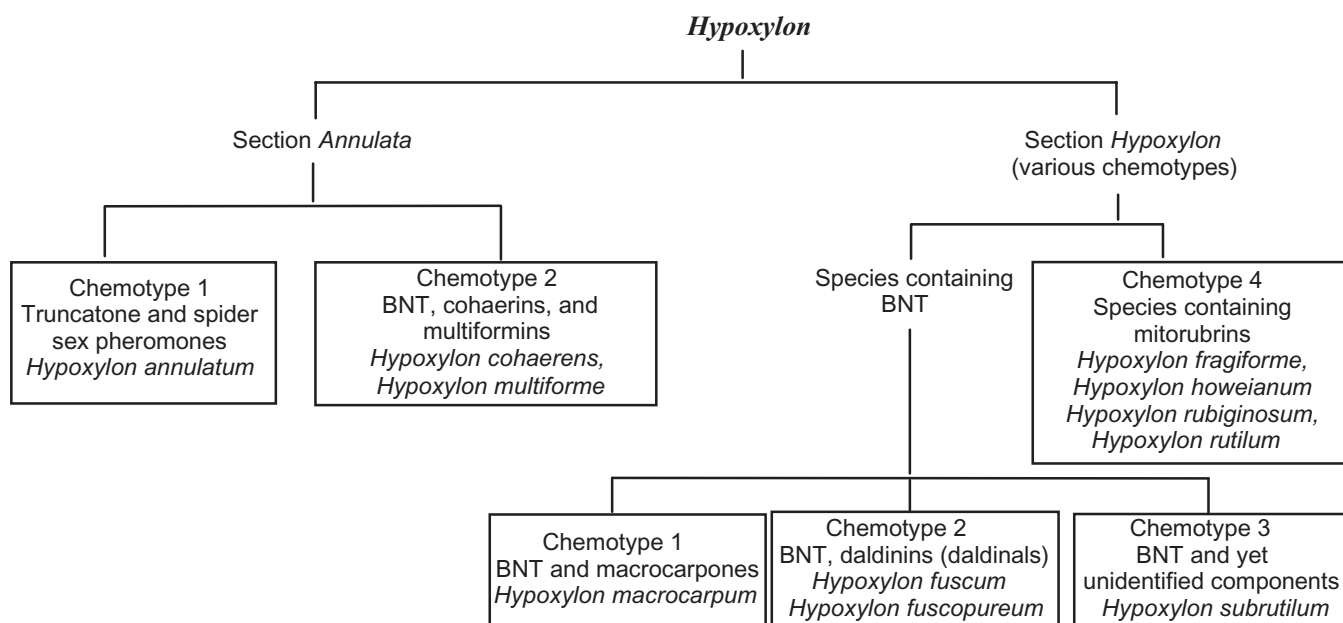 Hypoxylon
Section Annulata
Section Hypoxylon
(various chemotypes)
Chemotype 1
Truncatone and spider
sex pheromones
Hypoxylon annulatum
Chemotype 2
BNT, cohaerins, and
multiformins
Hypoxylon cohaerens,
Hypoxylon multiforme
Species containing
BNT
Chemotype 4
Species containing
mitorubrins
Hypoxylon fragiforme,
Hypoxylon howeianum
Hypoxylon rubiginosum,
Hypoxylon rutilum
Chemotype 1
BNT and macrocarpones
Hypoxylon macrocarpum
Chemotype 2
BNT, daldinins (daldinals)
Hypoxylon fuscum
Hypoxylon fuscopureum
Chemotype 3
BNT and yet
unidentified components
Hypoxylon subrutilum